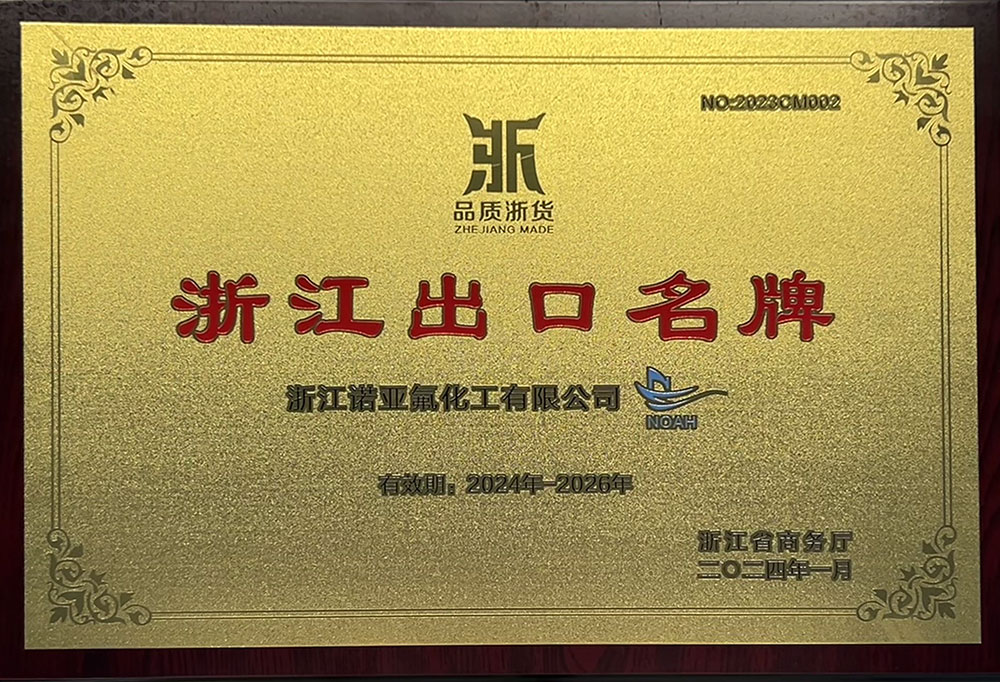 NO:2023CM002
浙
品质浙货
ZHEJIANG MADE
浙江出口名牌
浙江诺亚氟化工有限公司
NOAH
有效期：2024年-2026年
浙江省商务厅
二〇二四年一月